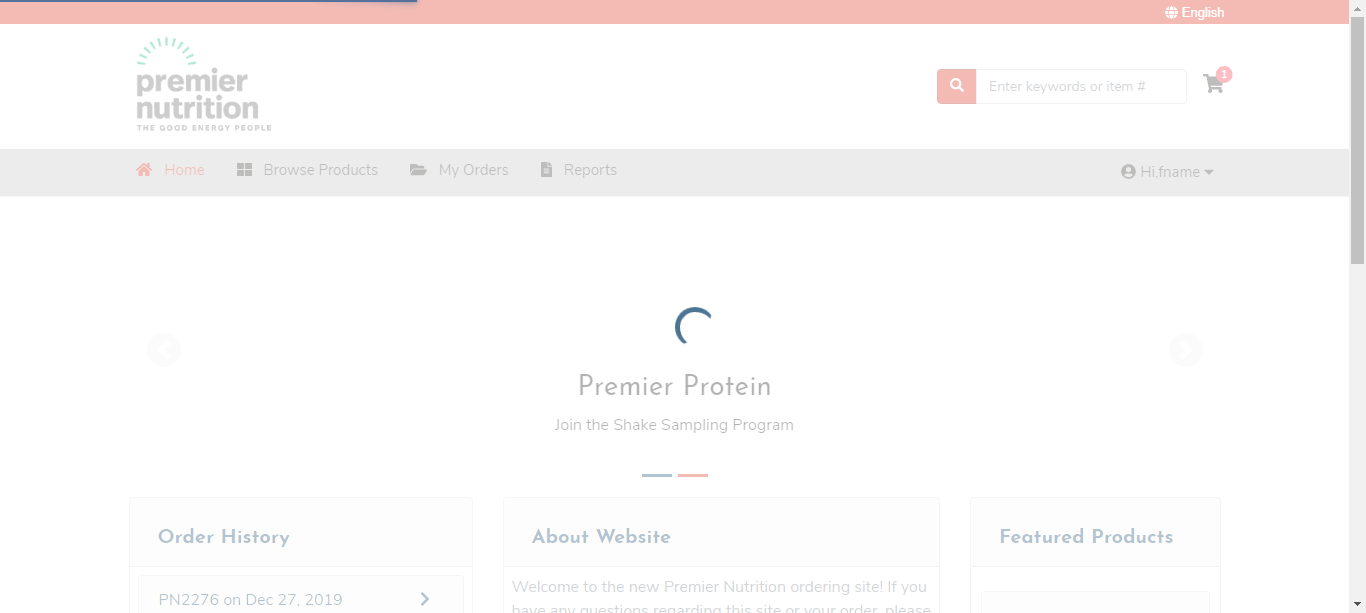 English
premier
nutrition
THE GOOD ENERGY PEOPLE
Enter keywords or item #
1
Home
Browse Products
My Orders
Reports
Hi,fname
Premier Protein
Join the Shake Sampling Program
Order History
About Website
Featured Products
PN2276 on Dec 27, 2019
Welcome to the new Premier Nutrition ordering site! If you
have any questions regarding this site or your order, please